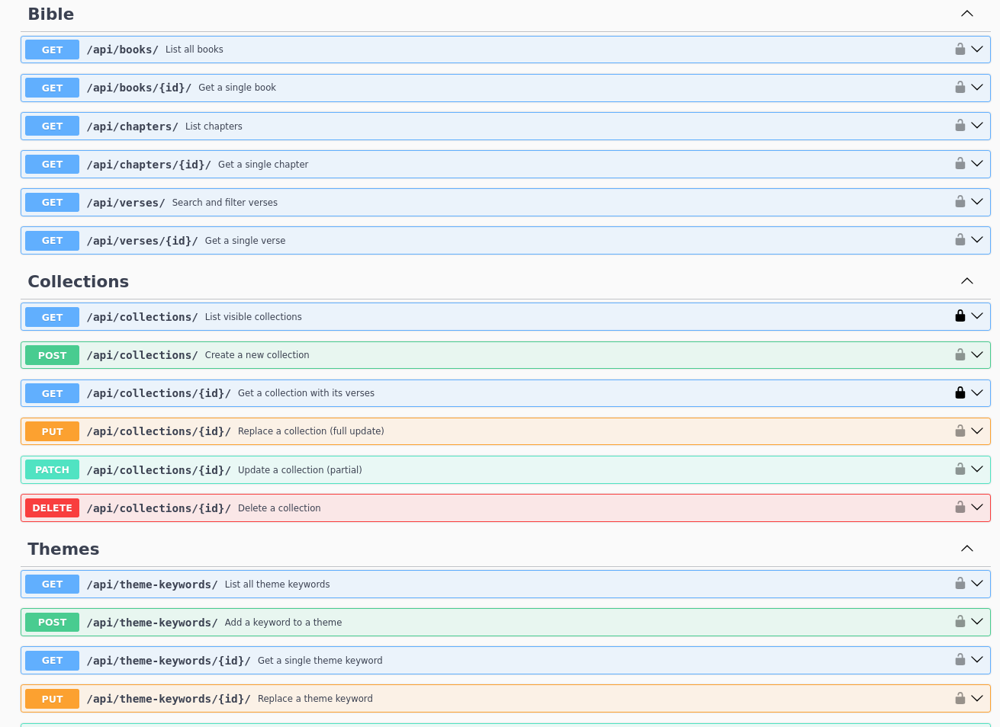 Bible
GET /api/books/ List all books
GET /api/books/{id}/ Get a single book
GET /api/chapters/ List chapters
GET /api/chapters/{id}/ Get a single chapter
GET /api/verses/ Search and filter verses
GET /api/verses/{id}/ Get a single verse
Collections
GET /api/collections/ List visible collections
POST /api/collections/ Create a new collection
GET /api/collections/{id}/ Get a collection with its verses
PUT /api/collections/{id}/ Replace a collection (full update)
PATCH /api/collections/{id}/ Update a collection (partial)
DELETE /api/collections/{id}/ Delete a collection
Themes
GET /api/theme-keywords/ List all theme keywords
POST /api/theme-keywords/ Add a keyword to a theme
GET /api/theme-keywords/{id}/ Get a single theme keyword
PUT /api/theme-keywords/{id}/ Replace a theme keyword